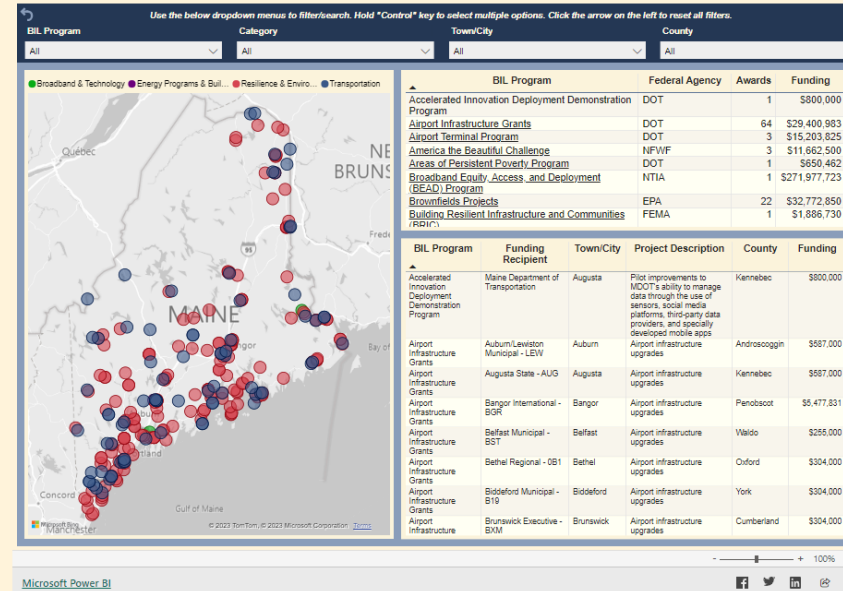 Use the below dropdown menus to filter/search. Hold "Control" key to select multiple options. Click the arrow on the left to reset all filters.
BIL Program Category Town/City County
All All All All
Broadband & Technology Energy Programs & Buil... Resilience & Enviro... Transportation
Québec
NE
BRUNS
Frede
95
MAINE
ngor
Bay of
bu
rtland
Concord
Gulf of Maine
Microsoft Bing
Manchester
© 2023 TomTom, © 2023 Microsoft Corporation Terms
BIL Program Federal Agency Awards Funding
Accelerated Innovation Deployment Demonstration DOT 1 $800,000
Program
Airport Infrastructure Grants DOT 64 $29,400,983
Airport Terminal Program DOT 3 $15,203,825
America the Beautiful Challenge NFWF 3 $11,662,500
Areas of Persistent Poverty Program DOT 1 $650,462
Broadband Equity, Access, and Deployment NTIA 1 $271,977,723
(BEAD) Program
Brownfields Projects EPA 22 $32,772,850
Building Resilient Infrastructure and Communities FEMA 1 $1,886,730
(BRIC)
BIL Program Funding Recipient Town/City Project Description County Funding
Accelerated Maine Department of Augusta Pilot improvements to Kennebec $800,000
Innovation Transportation MDOT's ability to manage
Deployment data through the use of
Demonstration sensors, social media
Program platforms, third-party data
providers, and specially
developed mobile apps
Airport Auburn/Lewiston Auburn Airport infrastructure Androscoggin $587,000
Infrastructure Municipal - LEW upgrades
Grants
Airport Augusta State - AUG Augusta Airport infrastructure Kennebec $587,000
Infrastructure upgrades
Grants
Airport Bangor International - Bangor Airport infrastructure Penobscot $5,477,831
Infrastructure BGR upgrades
Grants
Airport Belfast Municipal - Belfast Airport infrastructure Waldo $255,000
Infrastructure BST upgrades
Grants
Airport Bethel Regional - 0B1 Bethel Airport infrastructure Oxford $304,000
Infrastructure upgrades
Grants
Airport Biddeford Municipal - Biddeford Airport infrastructure York $304,000
Infrastructure B19 upgrades
Grants
Airport Brunswick Executive - Brunswick Airport infrastructure Cumberland $304,000
Infrastructure BXM upgrades
- + 100%
Microsoft Power BI